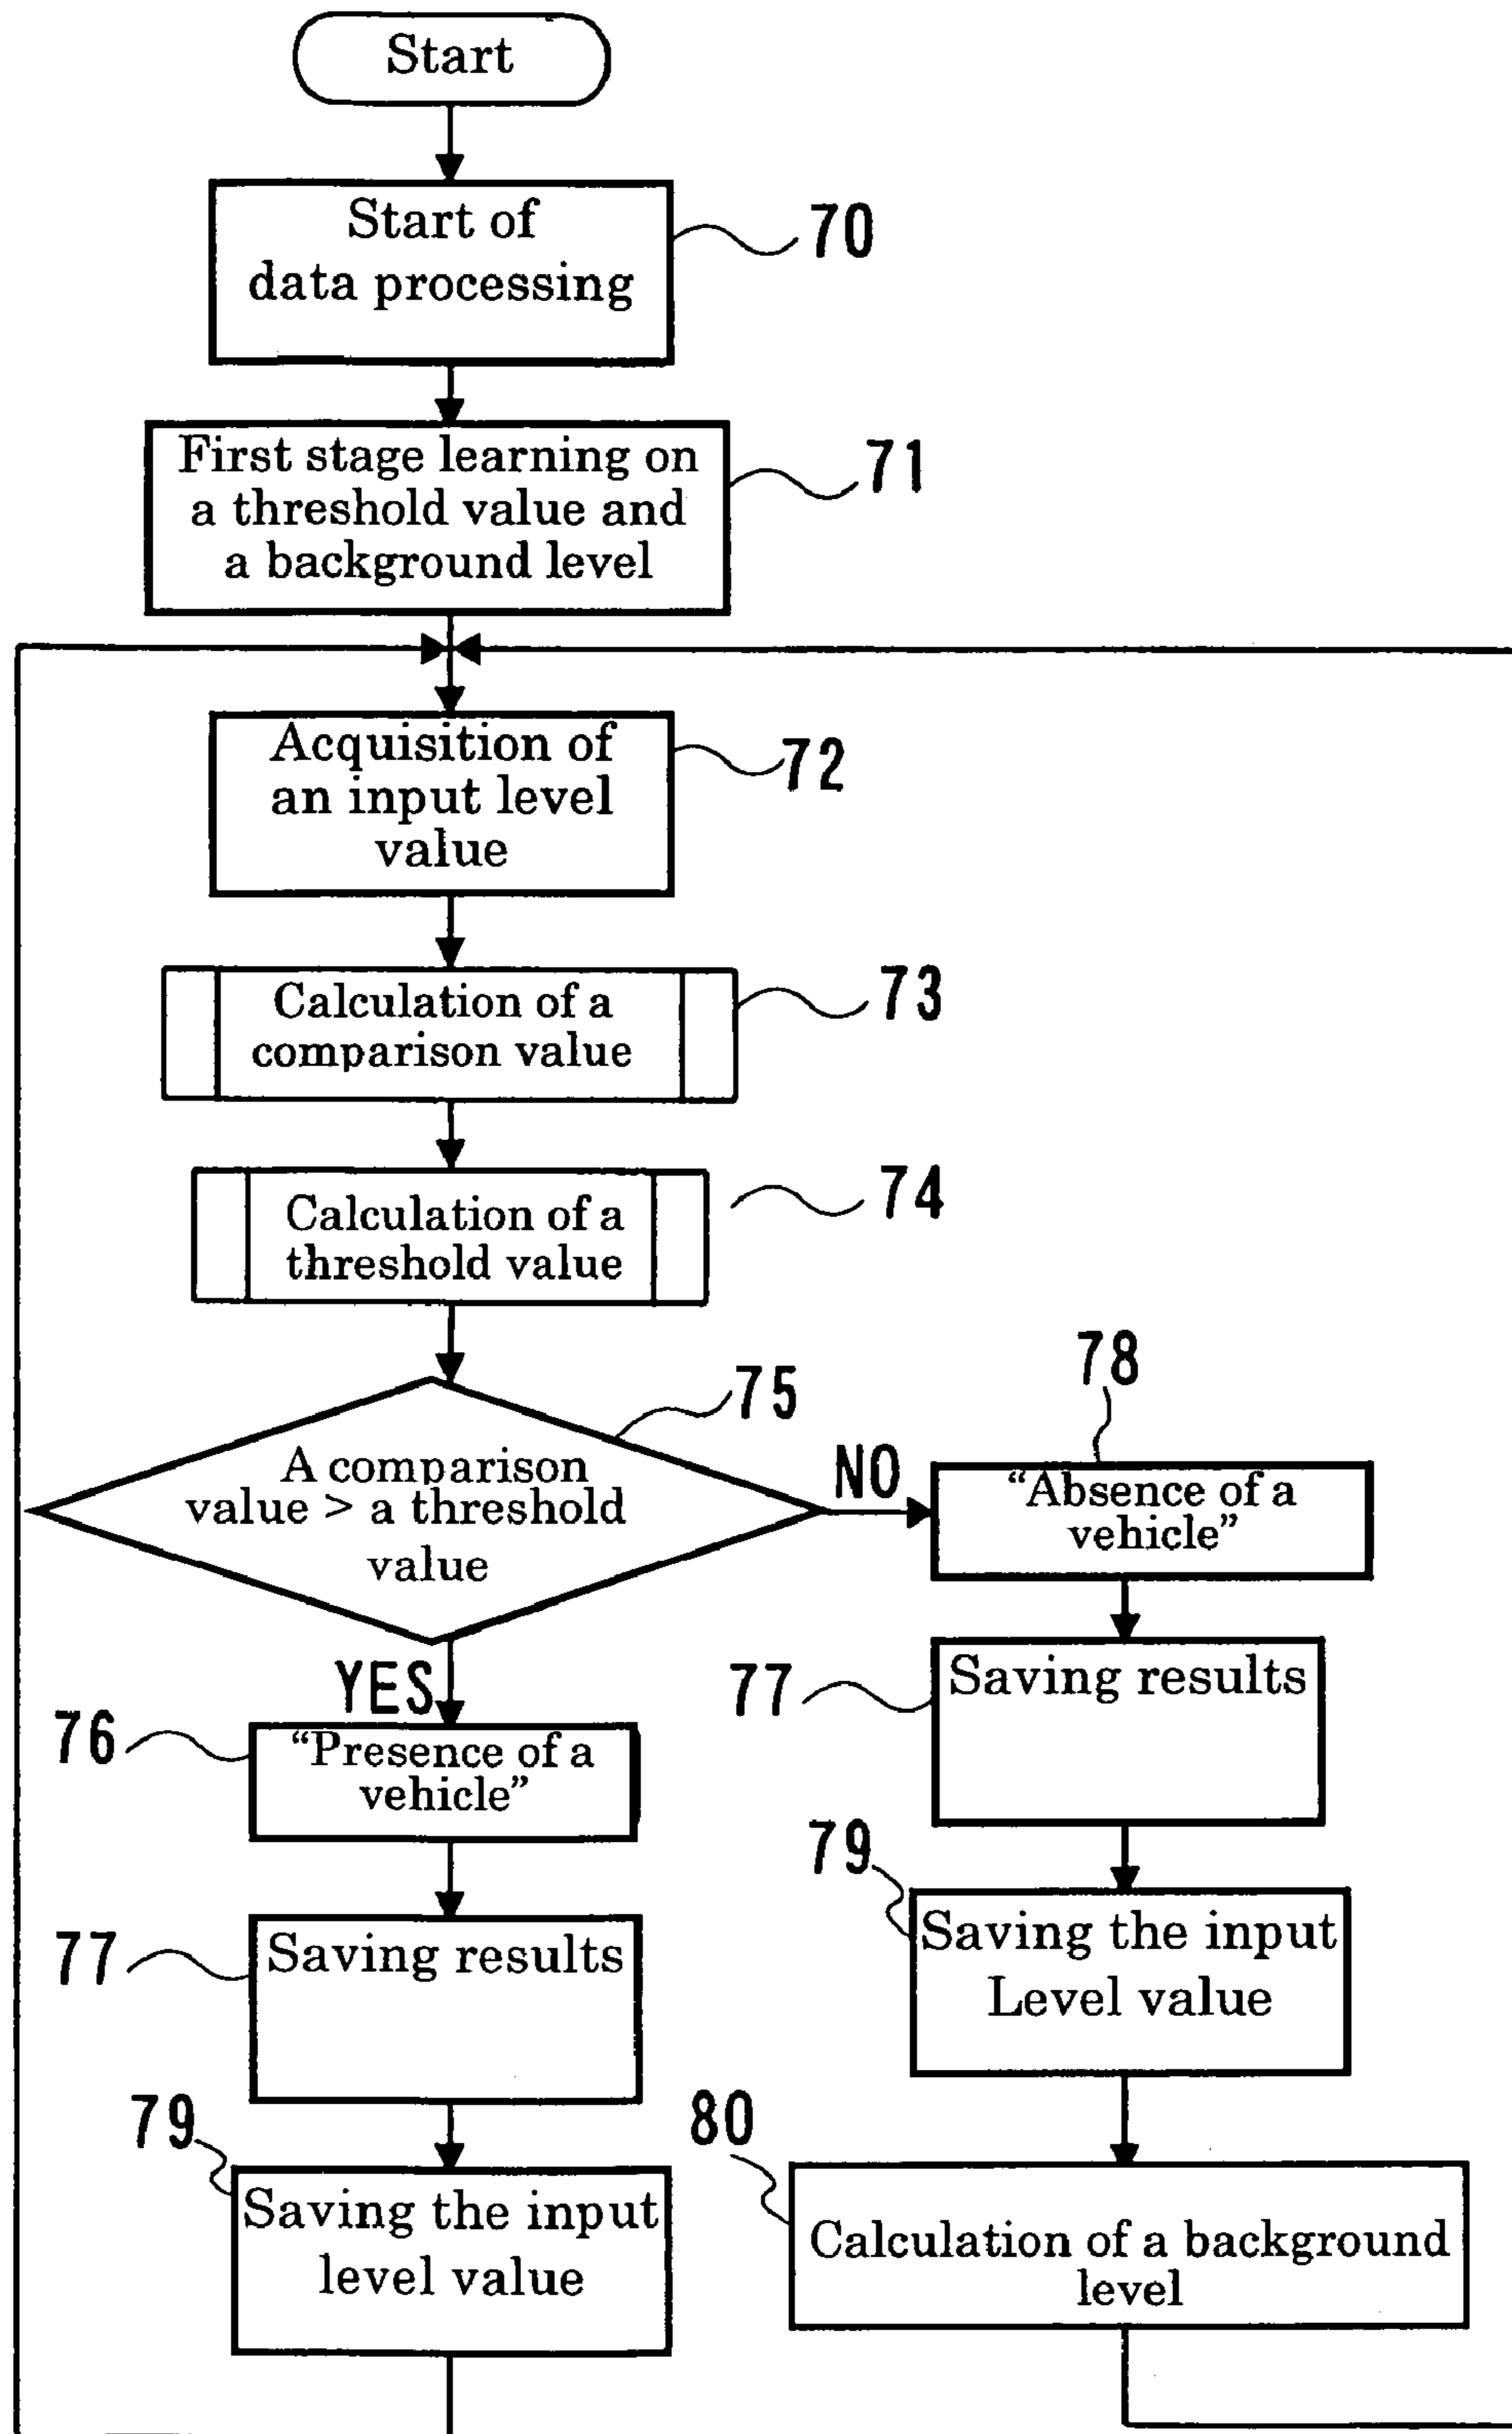 Start
Start of
data processing
70
First stage learning on
a threshold value and
a background level
71
Acquisition of
an input level
value
72
Calculation of a
comparison value
73
Calculation of a
threshold value
74
A comparison
value > a threshold
value
75
NO
78
“Absence of a
vehicle”
YES
76
“Presence of a
vehicle”
77
Saving results
77
Saving results
79
Saving the input
Level value
79
Saving the input
level value
80
Calculation of a background
level